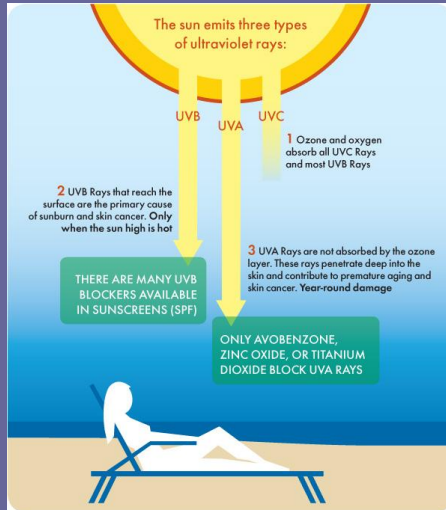 The sun emits three types
of ultraviolet rays:
UVB
UVA
UVC
1 Ozone and oxygen
absorb all UVC Rays
and most UVB Rays
2 UVB Rays that reach the
surface are the primary cause
of sunburn and skin cancer. Only
when the sun high is hot
3 UVA Rays are not absorbed by the ozone
layer. These rays penetrate deep into the
skin and contribute to premature aging and
skin cancer. Year-round damage
THERE ARE MANY UVB
BLOCKERS AVAILABLE
IN SUNSCREENS (SPF)
ONLY AVOBENZONE,
ZINC OXIDE, OR TITANIUM
DIOXIDE BLOCK UVA RAYS